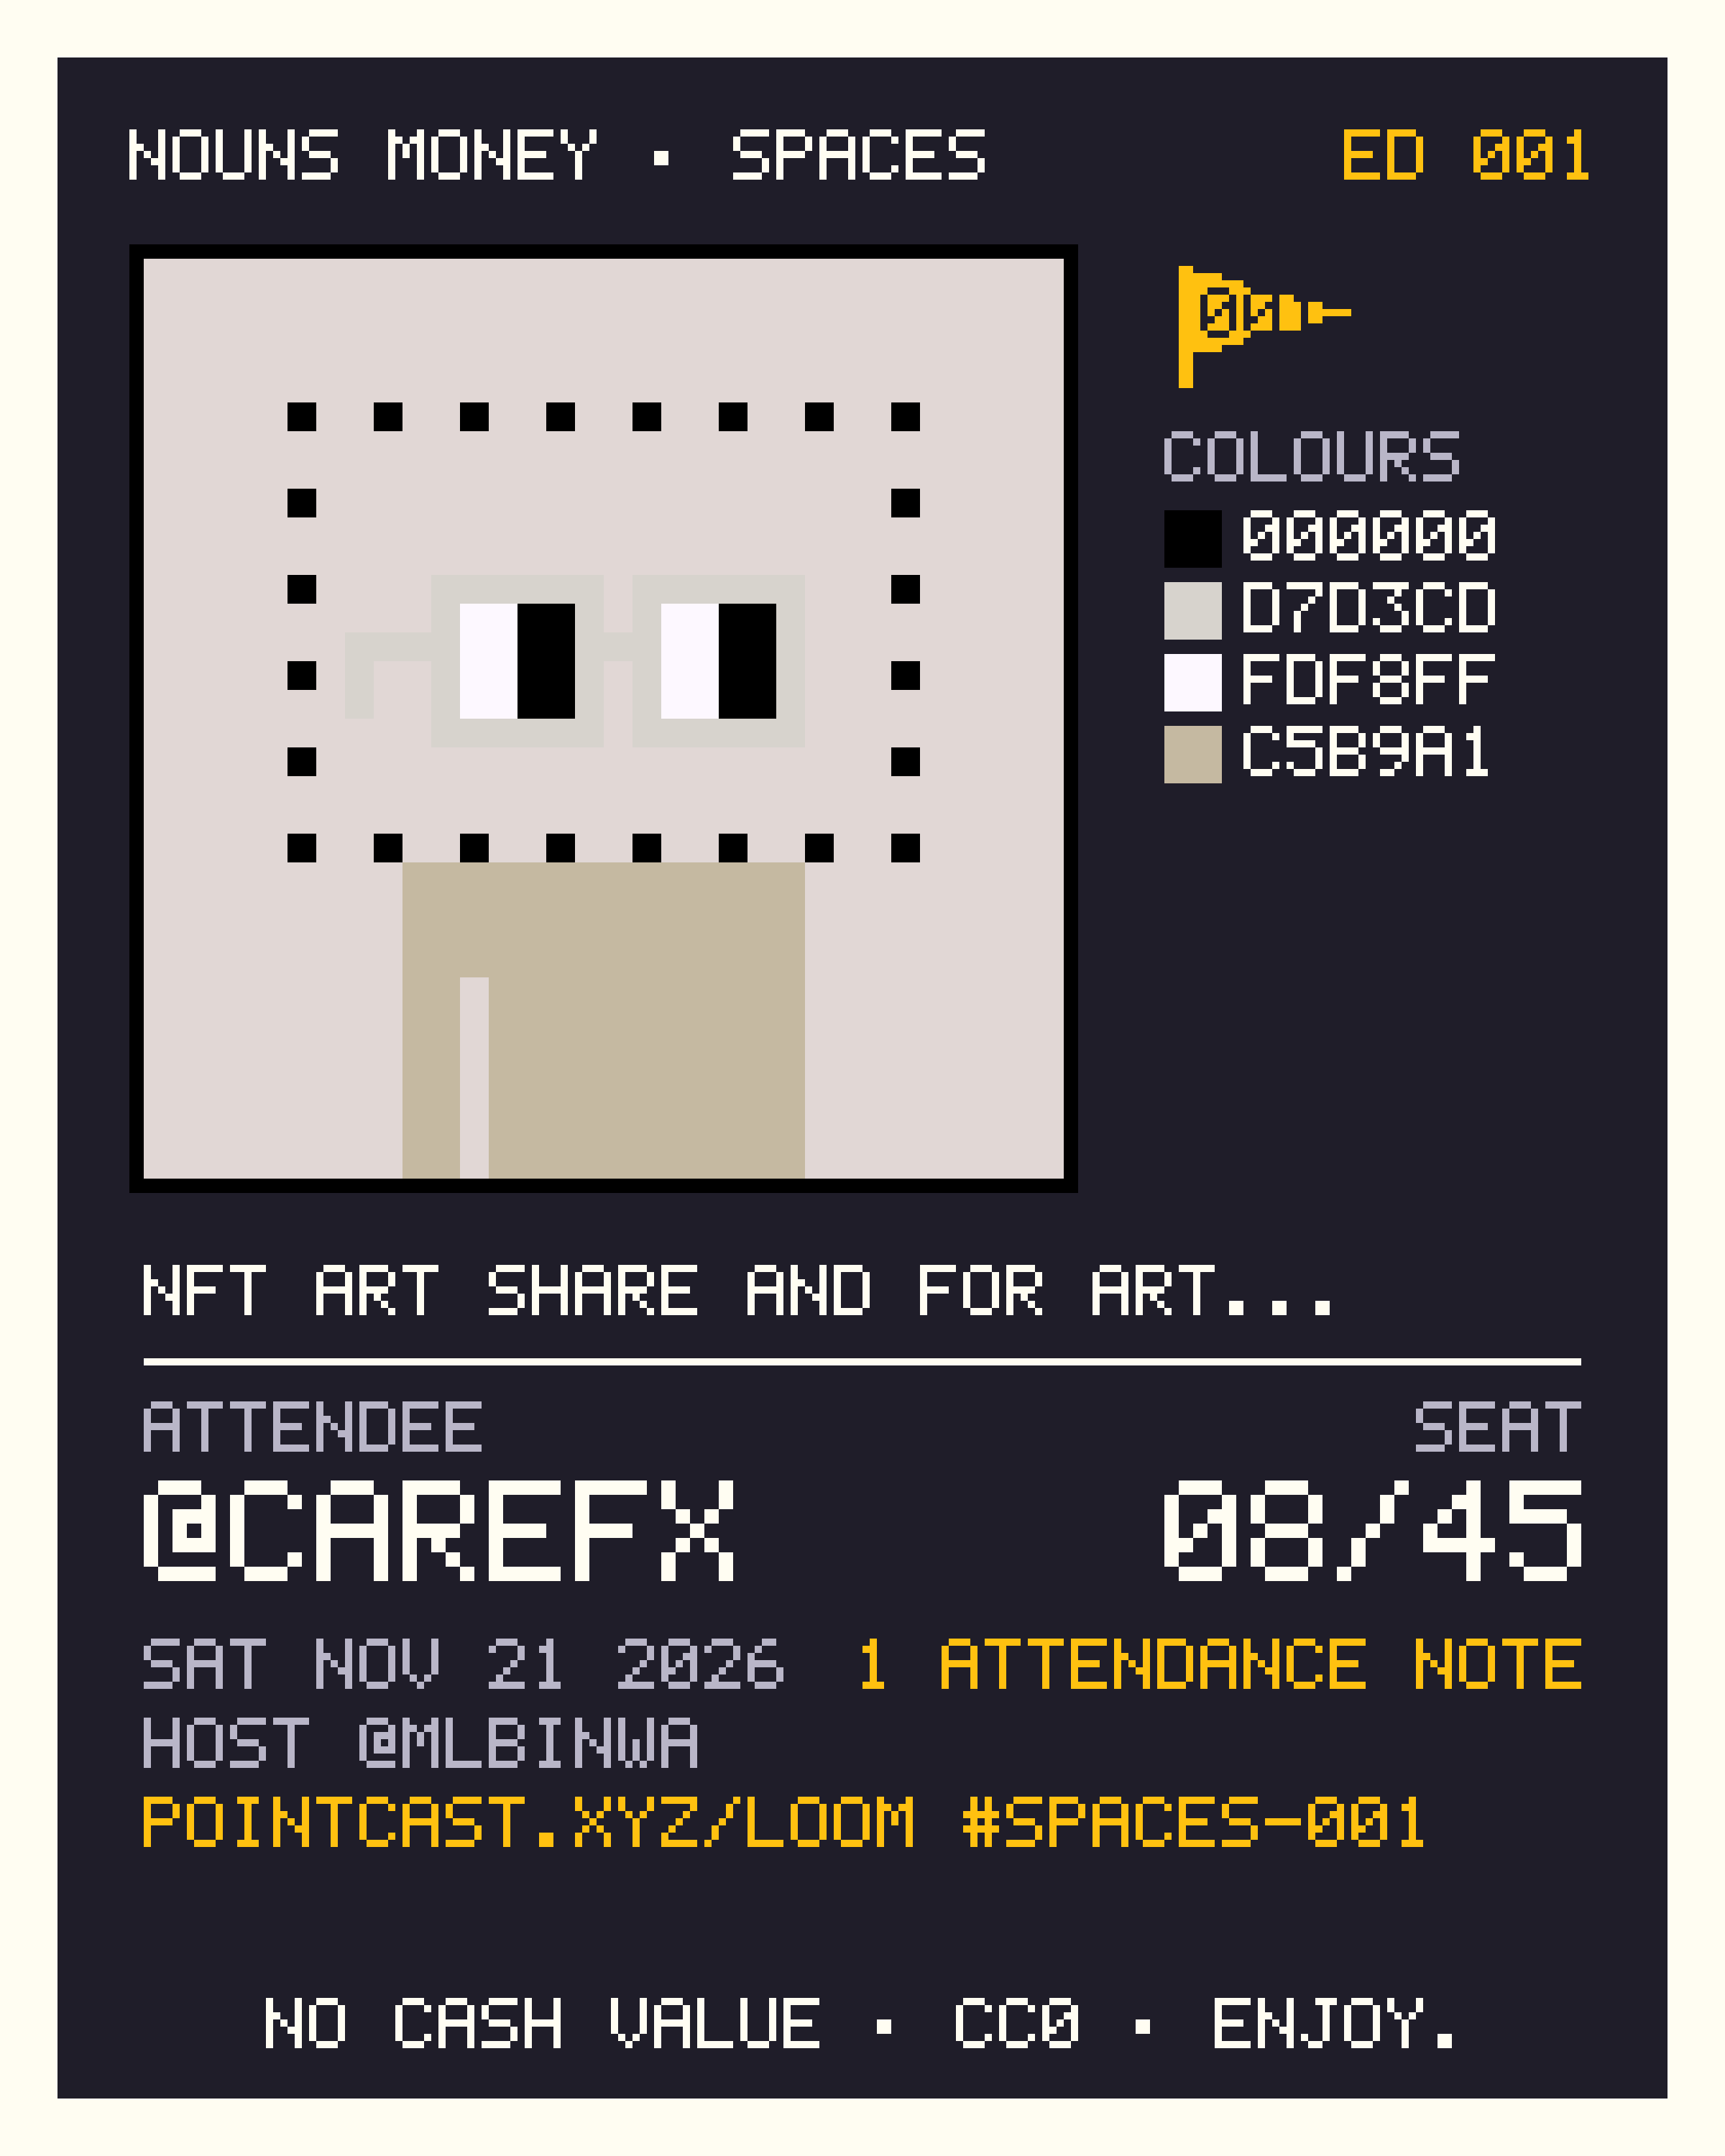 NOUNS MONEY · SPACES
ED 001
COLOURS
000000
D7D3CD
FDF8FF
C5B9A1
NFT ART SHARE AND FOR ART...
ATTENDEE
SEAT
@CAREFX
08/45
SAT NOV 21 2026
1 ATTENDANCE NOTE
HOST @MLBINWA
POINTCAST.XYZ/LOOM #SPACES-001
NO CASH VALUE · CC0 · ENJOY.